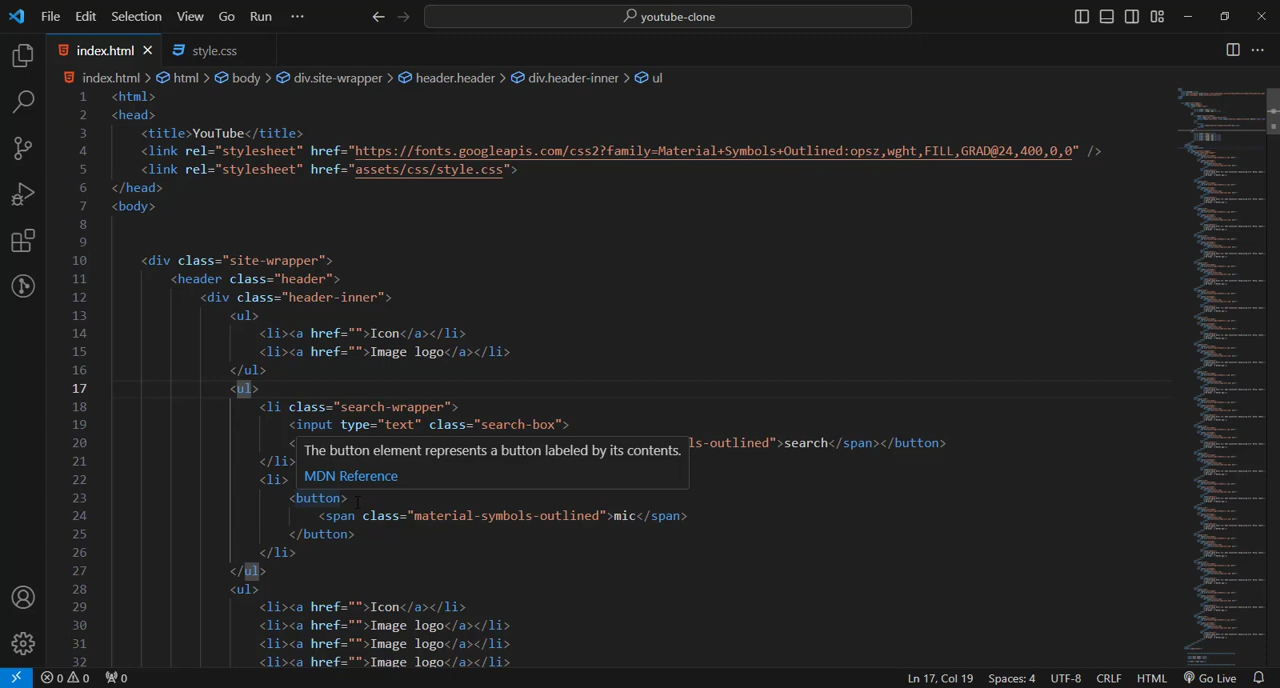 File Edit Selection View Go Run ··· youtube-clone
index.html style.css
index.html > html > body > div.site-wrapper > header.header > div.header-inner > ul
1 <html>
2 <head>
3 <title>YouTube</title>
4 <link rel="stylesheet" href="https://fonts.googleapis.com/css2?family=Material+Symbols+Outlined:opsz,wght,FILL,GRAD@24,400,0,0" />
5 <link rel="stylesheet" href="assets/css/style.css">
6 </head>
7 <body>
8
9
10 <div class="site-wrapper">
11 <header class="header">
12 <div class="header-inner">
13 <ul>
14 <li><a href="">Icon</a></li>
15 <li><a href="">Image logo</a></li>
16 </ul>
17 <ul>
18 <li class="search-wrapper">
19 <input type="text" class="search-box">
20 < ls-outlined">search</span></button>
The button element represents a button labeled by its contents.
21 </li>
MDN Reference
22 <li>
23 <button>
24 <span class="material-symbols-outlined">mic</span>
25 </button>
26 </li>
27 </ul>
28 <ul>
29 <li><a href="">Icon</a></li>
30 <li><a href="">Image logo</a></li>
31 <li><a href="">Image logo</a></li>
32 <li><a href="">Image logo</a></li>
0 0 0 Ln 17, Col 19 Spaces: 4 UTF-8 CRLF HTML Go Live